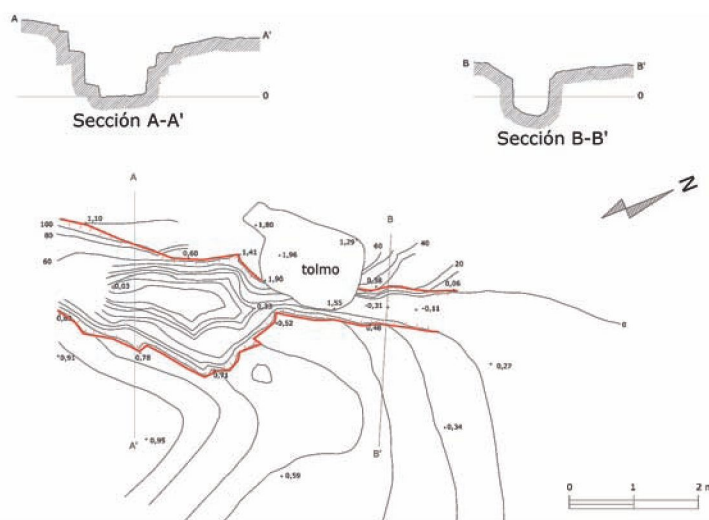 A
A'
0
Sección A-A'
B
B'
0
Sección B-B'
N
A
B
100
1,10
80
60
0,60
1,41
1,80
1,96
1,29
tolmo
60
40
20
0,58
0,06
1,90
-0,03
0,33
1,55
-0,31
-0,11
0
-0,52
0,48
0,93
0,78
0,71
0,27
0,34
A'
0,95
B'
0,59
0 1 2 m